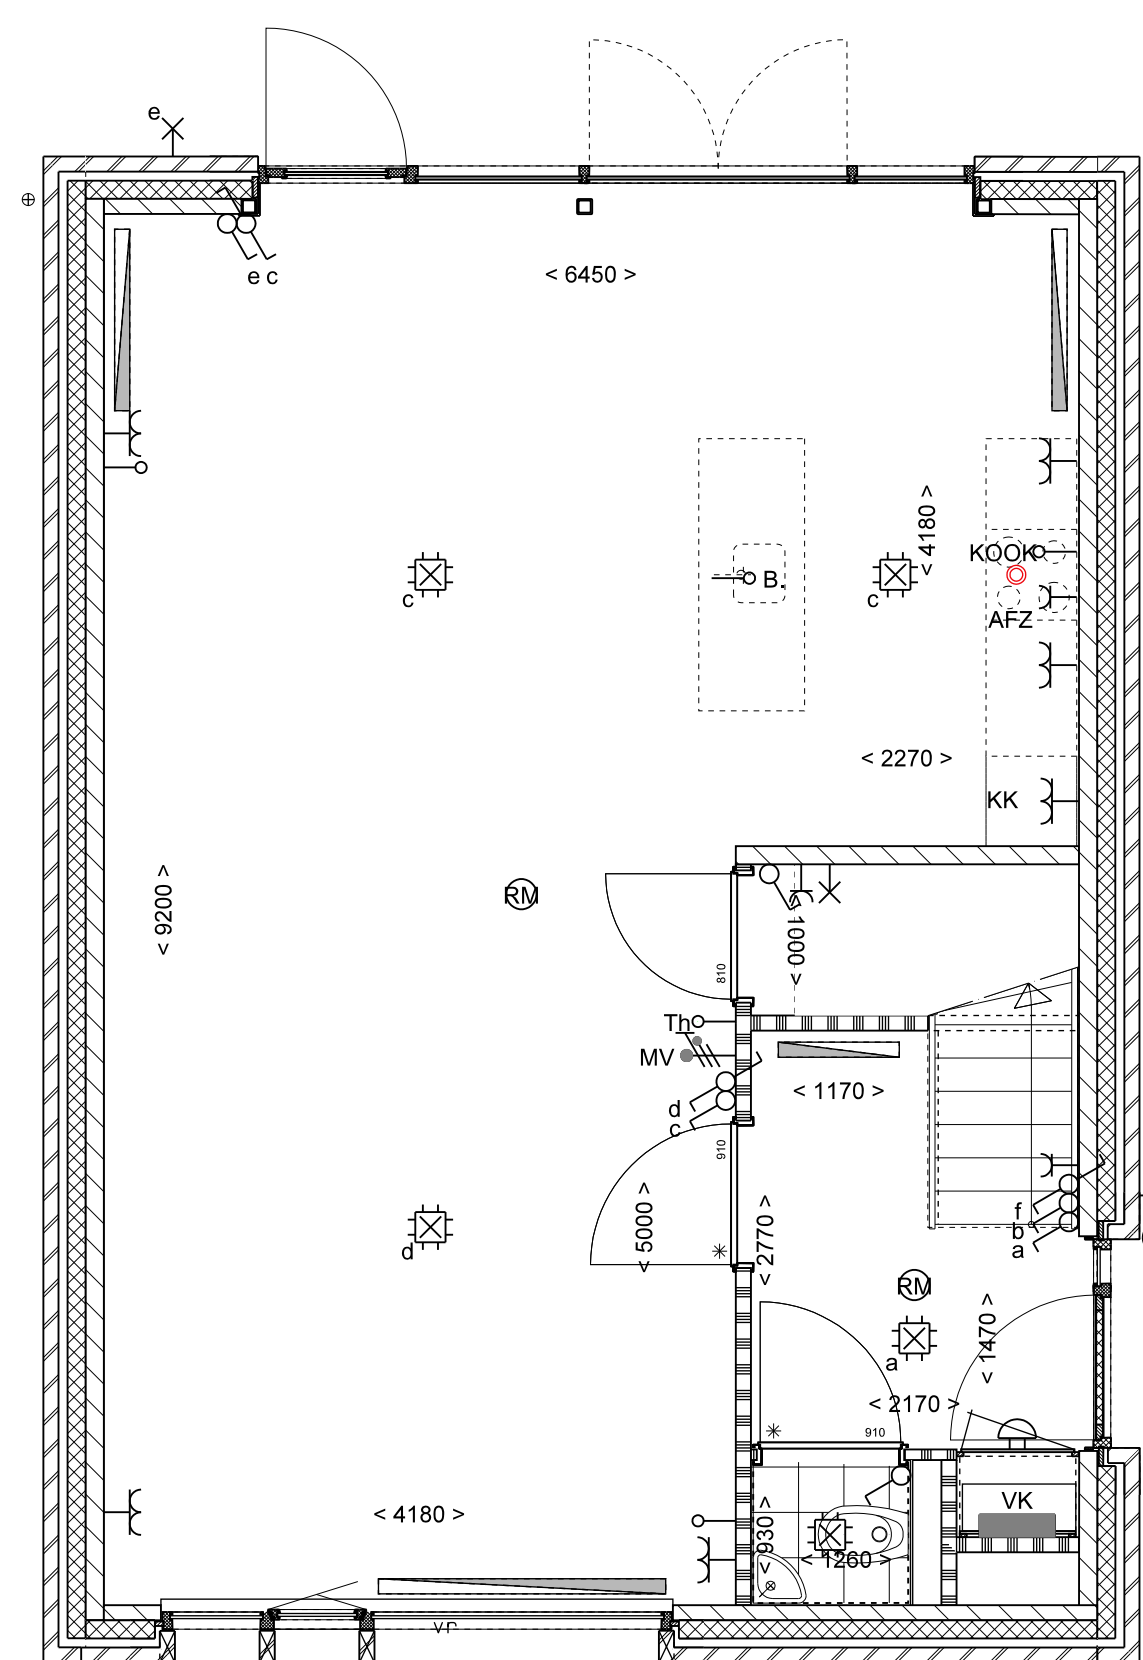 e
e c
< 6450 >
< 4180 >
KOOK
c
B.
c
AFZ
< 2270 >
KK
< 9200 >
RM
< 1000 >
810
Th
MV
< 1170 >
d
c
910
< 5000 >
< 2770 >
f
b
a
d
RM
< 1470 >
a
< 2170 >
910
VK
< 4180 >
< 930 >
< 1260 >
vr